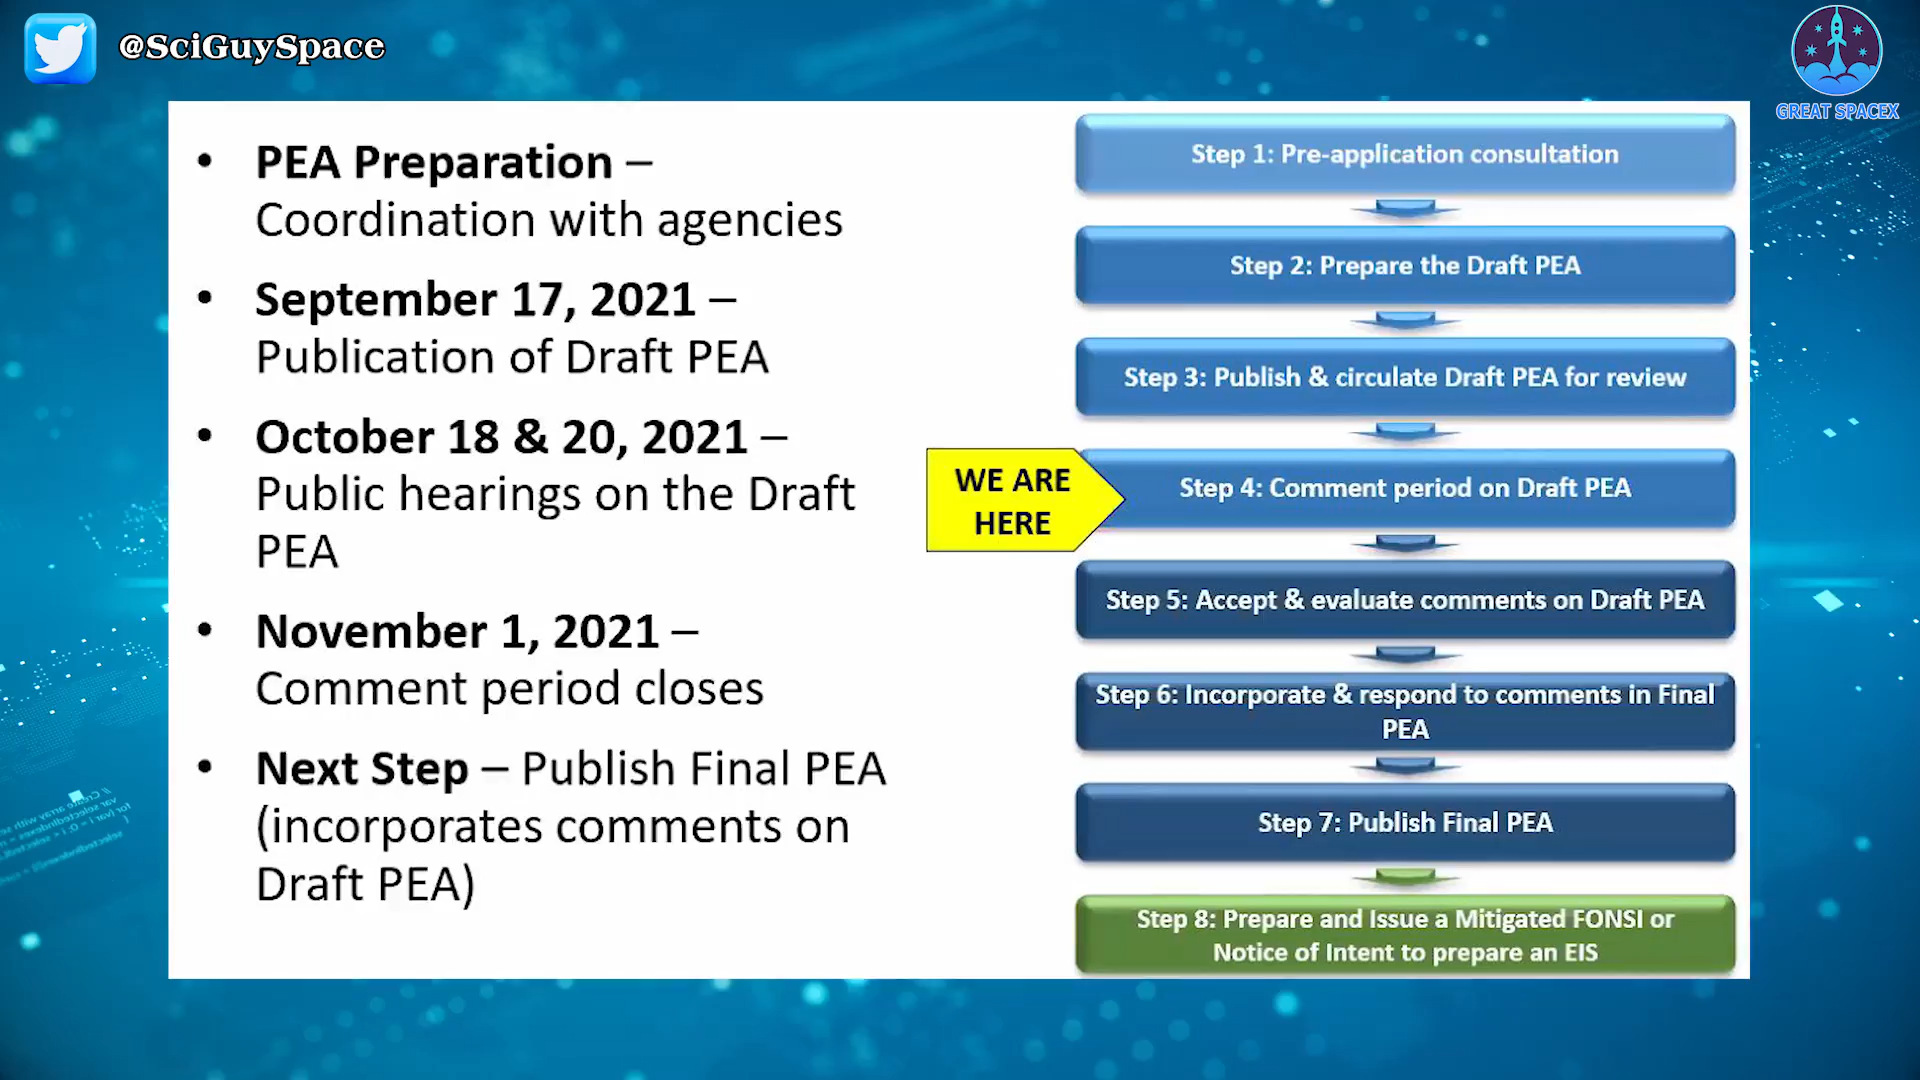 @SciGuySpace
GREAT SPACEX
• PEA Preparation –
Coordination with agencies
• September 17, 2021 –
Publication of Draft PEA
• October 18 & 20, 2021 –
Public hearings on the Draft
PEA
• November 1, 2021 –
Comment period closes
• Next Step – Publish Final PEA
(incorporates comments on
Draft PEA)
WE ARE
HERE
Step 1: Pre-application consultation
Step 2: Prepare the Draft PEA
Step 3: Publish & circulate Draft PEA for review
Step 4: Comment period on Draft PEA
Step 5: Accept & evaluate comments on Draft PEA
Step 6: Incorporate & respond to comments in Final
PEA
Step 7: Publish Final PEA
Step 8: Prepare and Issue a Mitigated FONSI or
Notice of Intent to prepare an EIS